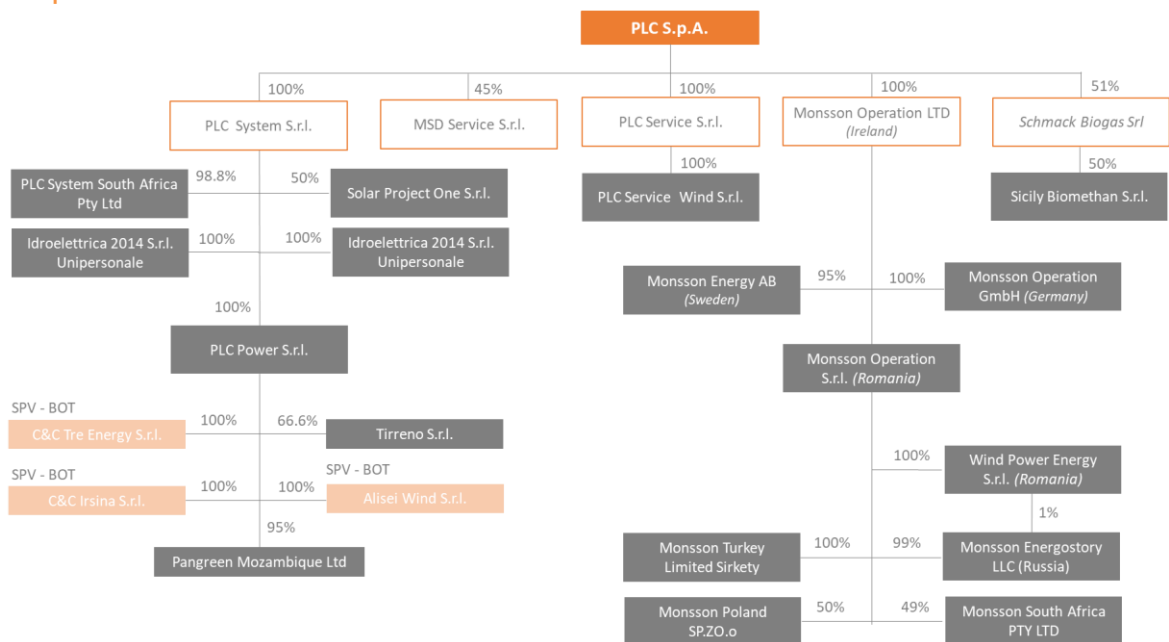 PLC S.p.A.
100%
45%
100%
100%
51%
PLC System S.r.l.
MSD Service S.r.l.
PLC Service S.r.l.
Monsson Operation LTD
(Ireland)
Schmack Biogas Srl
98.8%
50%
100%
50%
PLC System South Africa
Pty Ltd
Solar Project One S.r.l.
PLC Service Wind S.r.l.
Sicily Biomethan S.r.l.
Idroelettrica 2014 S.r.l.
Unipersonale
100%
100%
Idroelettrica 2014 S.r.l.
Unipersonale
Monsson Energy AB
(Sweden)
95%
100%
Monsson Operation
GmbH (Germany)
100%
PLC Power S.r.l.
Monsson Operation
S.r.l. (Romania)
SPV - BOT
C&C Tre Energy S.r.l.
100%
66.6%
Tirreno S.r.l.
SPV - BOT
C&C Irsina S.r.l.
100%
100%
SPV - BOT
Alisei Wind S.r.l.
95%
Pangreen Mozambique Ltd
100%
Wind Power Energy
S.r.l. (Romania)
1%
Monsson Turkey
Limited Sirkety
100%
99%
Monsson Energostory
LLC (Russia)
Monsson Poland
SP.ZO.o
50%
49%
Monsson South Africa
PTY LTD